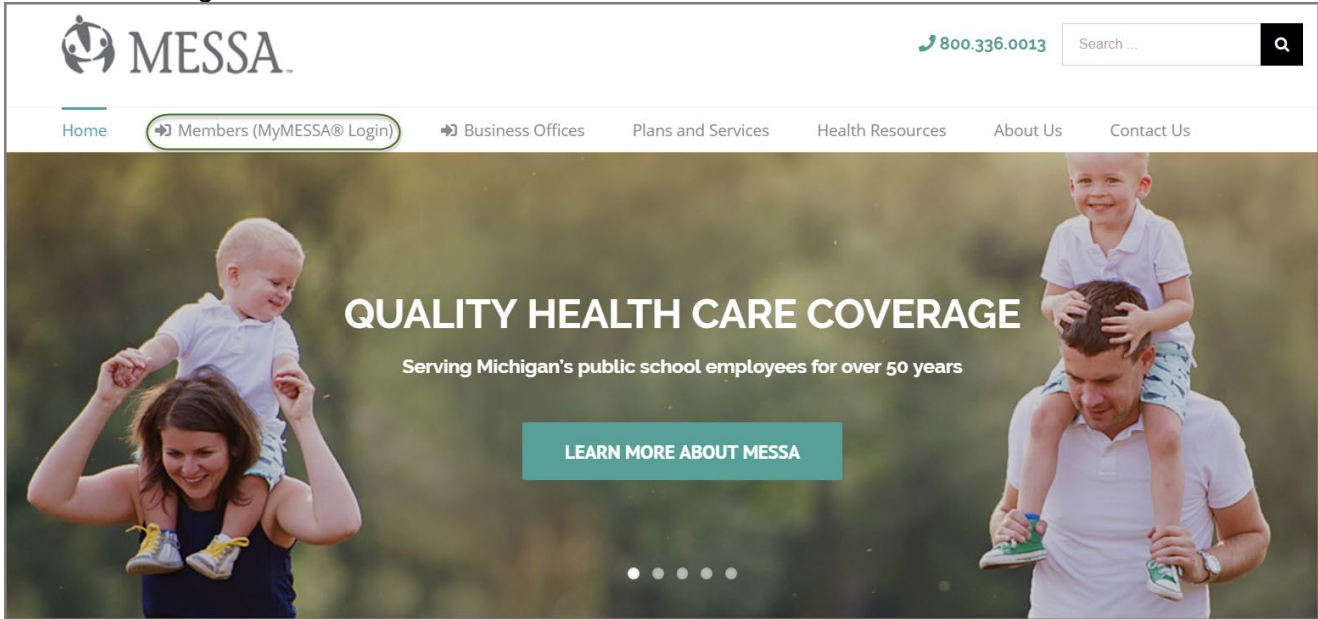 MESSA
800.336.0013
Search ...
Home Members (MyMESSA® Login) Business Offices Plans and Services Health Resources About Us Contact Us
QUALITY HEALTH CARE COVERAGE
Serving Michigan's public school employees for over 50 years
LEARN MORE ABOUT MESSA